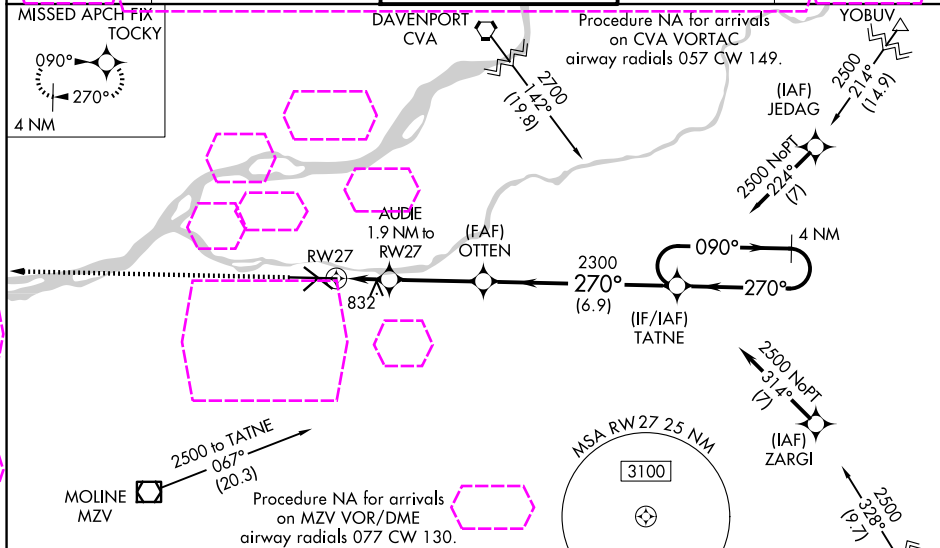 MISSED APCH FIX
TOCKY
090°
270°
4 NM
DAVENPORT
CVA
2700
142°
(19.8)
Procedure NA for arrivals
on CVA VORTAC
airway radials 057 CW 149.
YOBUV
2500
214°
(14.9)
(IAF)
JEDAG
2500 NoPT
224°
(7)
AUDIE
1.9 NM to
RW27
RW27
832
(FAF)
OTTEN
2300
270°
(6.9)
090°
4 NM
270°
(IF/IAF)
TATNE
2500 NoPT
314°
(7)
(IAF)
ZARGI
2500
328°
(9.7)
MSA RW 27 25 NM
3100
2500 to TATNE
067°
(20.3)
MOLINE
MZV
Procedure NA for arrivals
on MZV VOR/DME
airway radials 077 CW 130.